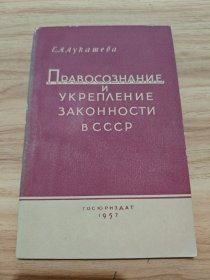 Е.А.Лукашева
ПРАВОСОЗНАНИЕ
И
УКРЕПЛЕНИЕ
ЗАКОННОСТИ
В СССР
ГОСЮРИЗДАТ
1957